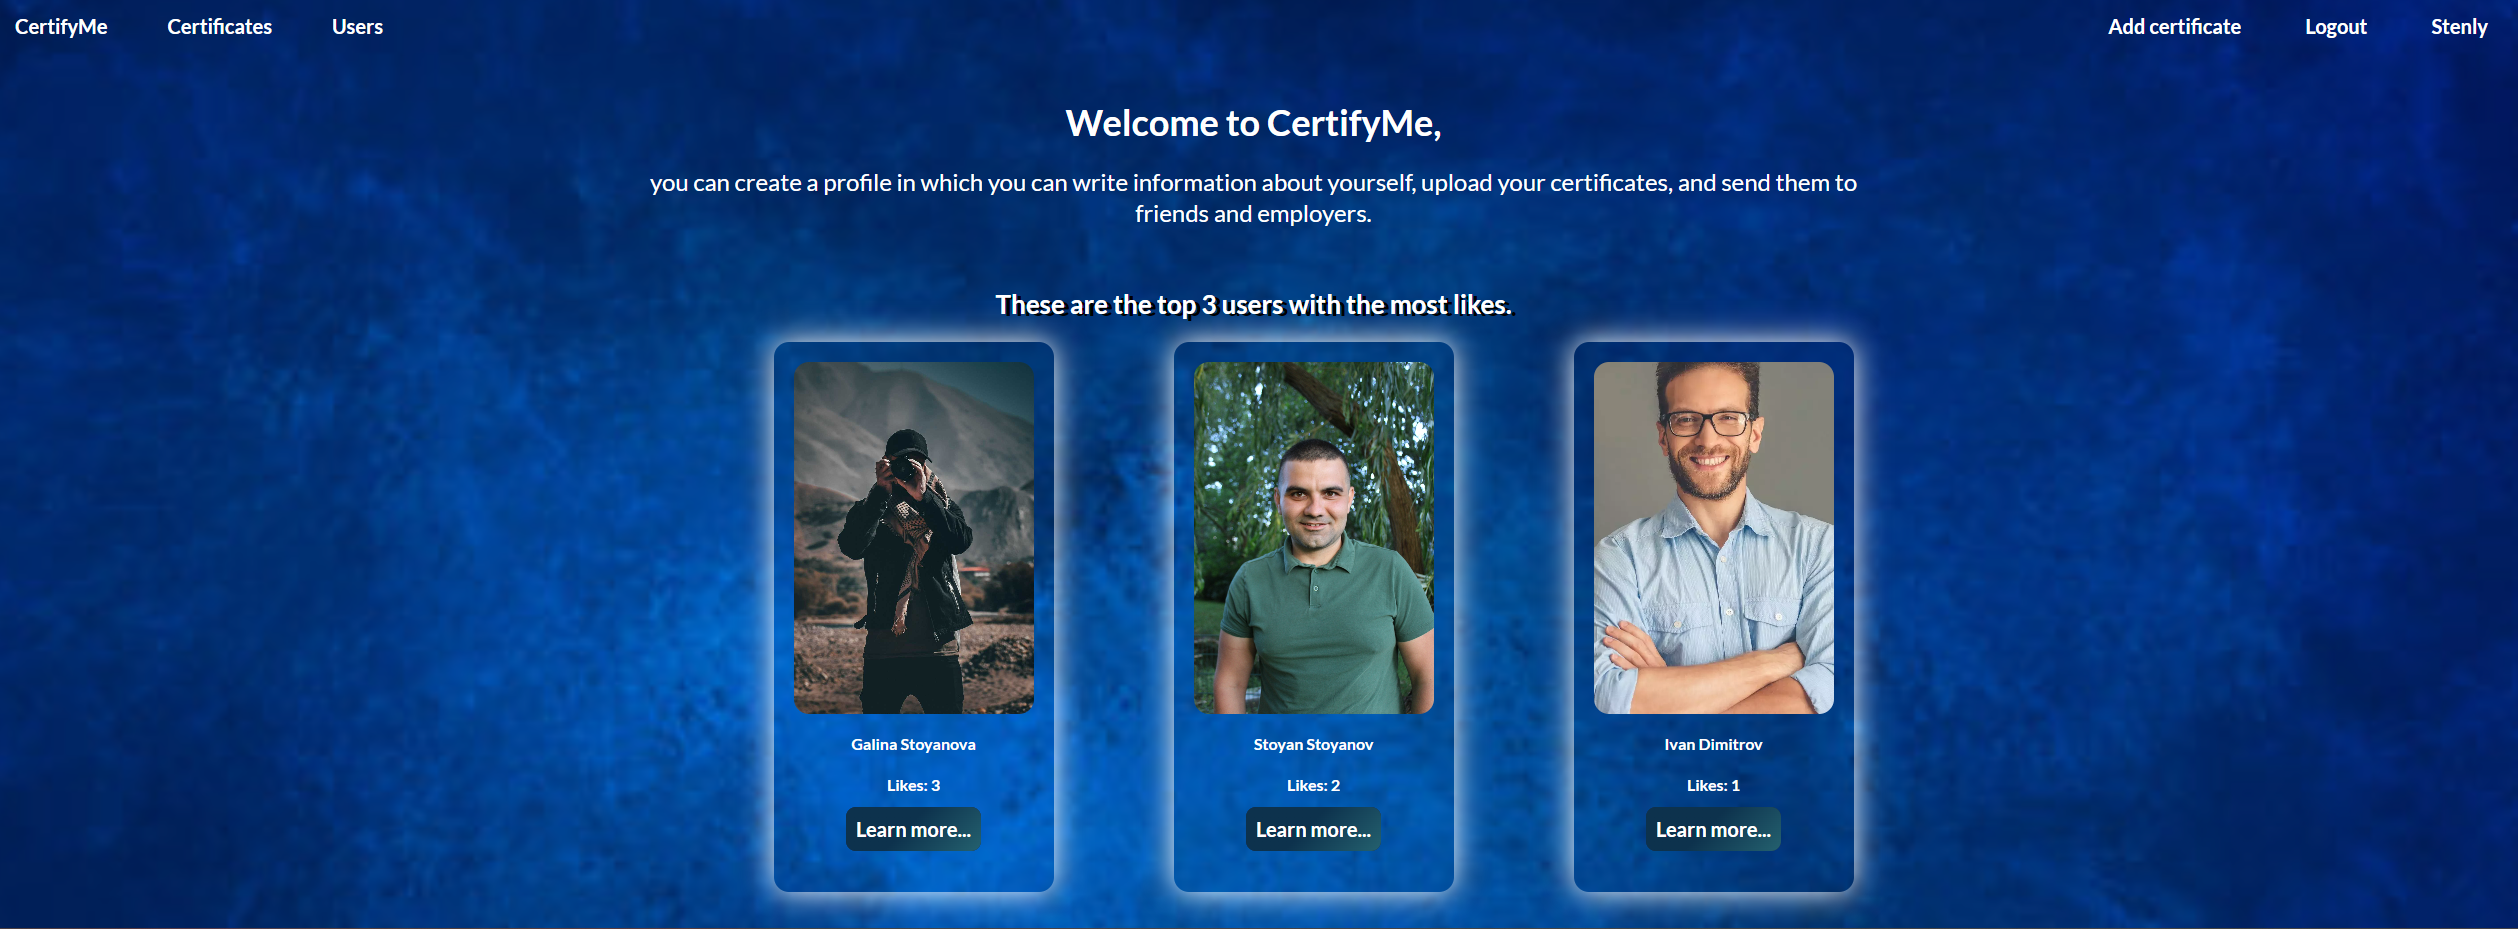 CertifyMe Certificates Users Add certificate Logout Stenly
Welcome to CertifyMe,
you can create a profile in which you can write information about yourself, upload your certificates, and send them to
friends and employers.
These are the top 3 users with the most likes.
Galina Stoyanova Stoyan Stoyanov Ivan Dimitrov
Likes: 3 Likes: 2 Likes: 1
Learn more... Learn more... Learn more...